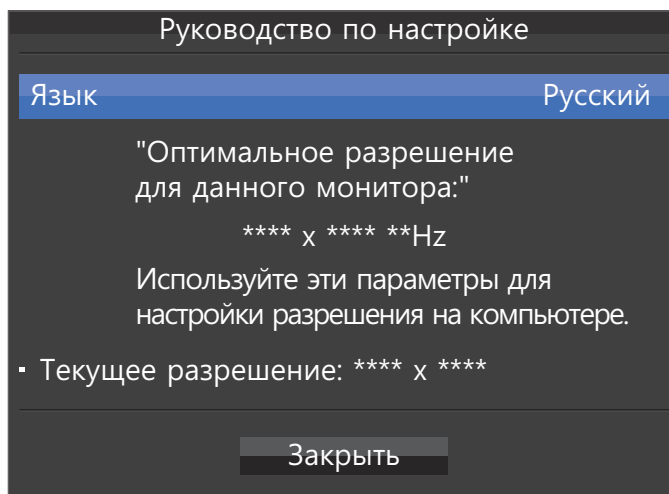 Руководство по настройке
Язык Русский
"Оптимальное разрешение
для данного монитора:"
**** x **** **Hz
Используйте эти параметры для
настройки разрешения на компьютере.
Текущее разрешение: **** x ****
Закрыть